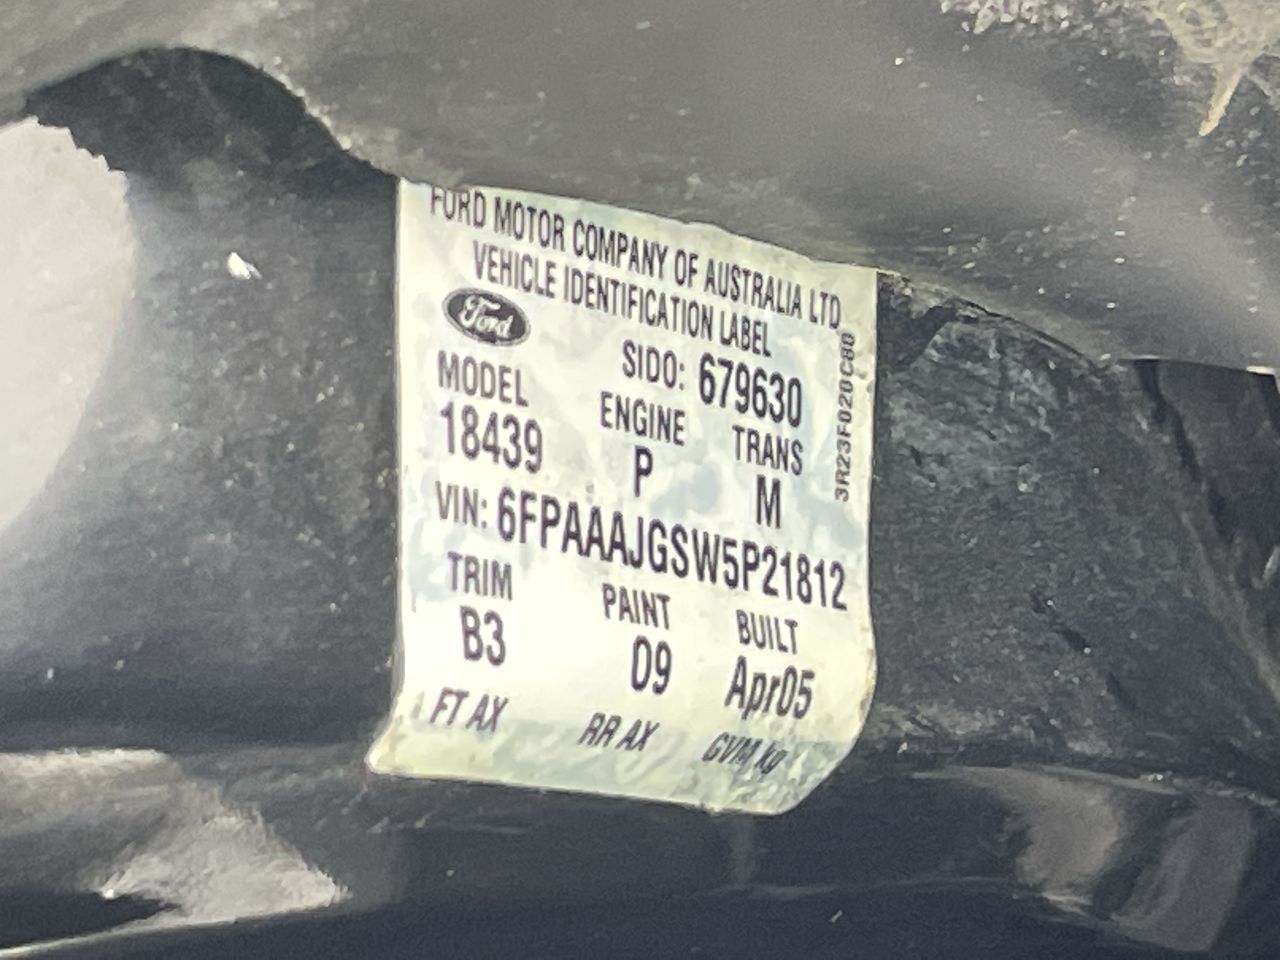 FORD MOTOR COMPANY OF AUSTRALIA LTD
VEHICLE IDENTIFICATION LABEL
Ford
SIDO: 679630
MODEL ENGINE TRANS
18439 P M
VIN: 6FPAAAJGSW5P21812
TRIM PAINT BUILT
B3 D9 Apr05
FT AX RR AX GVM kg
3R23F020C80